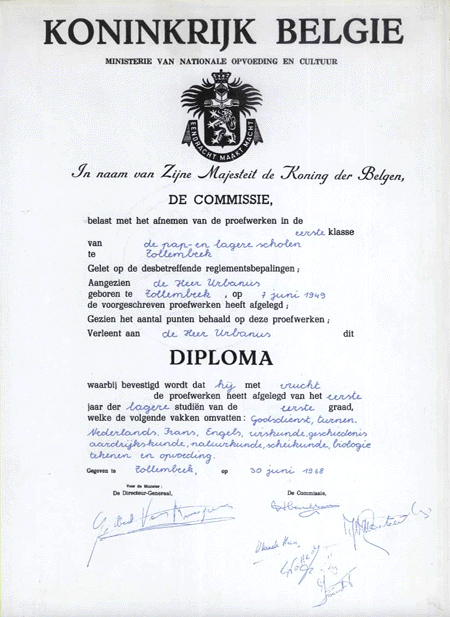 KONINKRIJK BELGIE
MINISTERIE VAN NATIONALE OPVOEDING EN CULTUUR
EENDRACHT MAAKT MACHT
In naam van Zijne Majesteit de Koning der Belgen,
DE COMMISSIE,
belast met het afnemen van de proefwerken in de
eerste klasse
van de pap- en lagere scholen
te Tollembeek
Gelet op de desbetreffende reglementsbepalingen;
Aangezien de Heer Urbanus
geboren te Tollembeek, op 7 juni 1949
de voorgeschreven proefwerken heeft afgelegd;
Gezien het aantal punten behaald op deze proefwerken;
Verleent aan de Heer Urbanus dit
DIPLOMA
waarbij bevestigd wordt dat hij met vrucht
de proefwerken heeft afgelegd van het eerste
jaar der lagere studiën van de eerste graad,
welke de volgende vakken omvatten: Godsdienst, turnen,
Nederlands, Frans, Engels, wiskunde, geschiedenis
aardrijkskunde, natuurkunde, scheikunde, biologie
tekenen en opvoeding.
Gegeven te Tollembeek, op 30 juni 1968
Voor de Minister:
De Directeur-Generaal,
De Commissie,